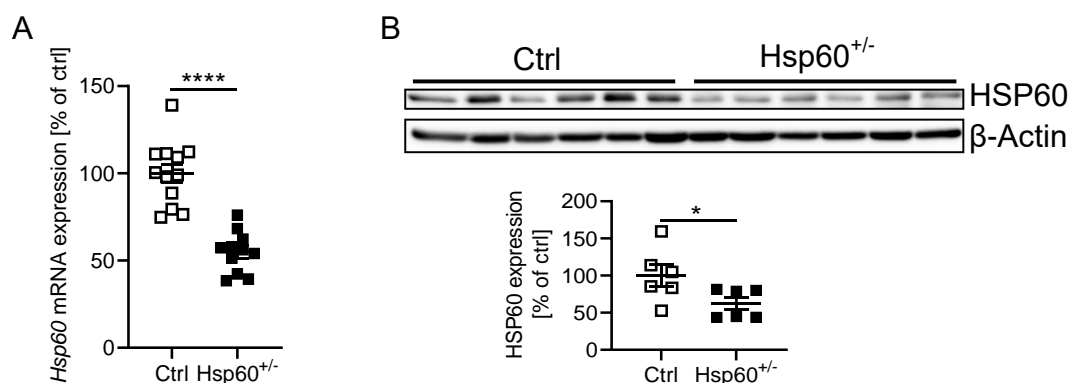 A
Hsp60 mRNA expression [% of ctrl]
150
100
50
0
****
Ctrl Hsp60+/-
B
Ctrl Hsp60+/-
HSP60
β-Actin
HSP60 expression
[% of ctrl]
200
150
100
50
0
*
Ctrl Hsp60+/-